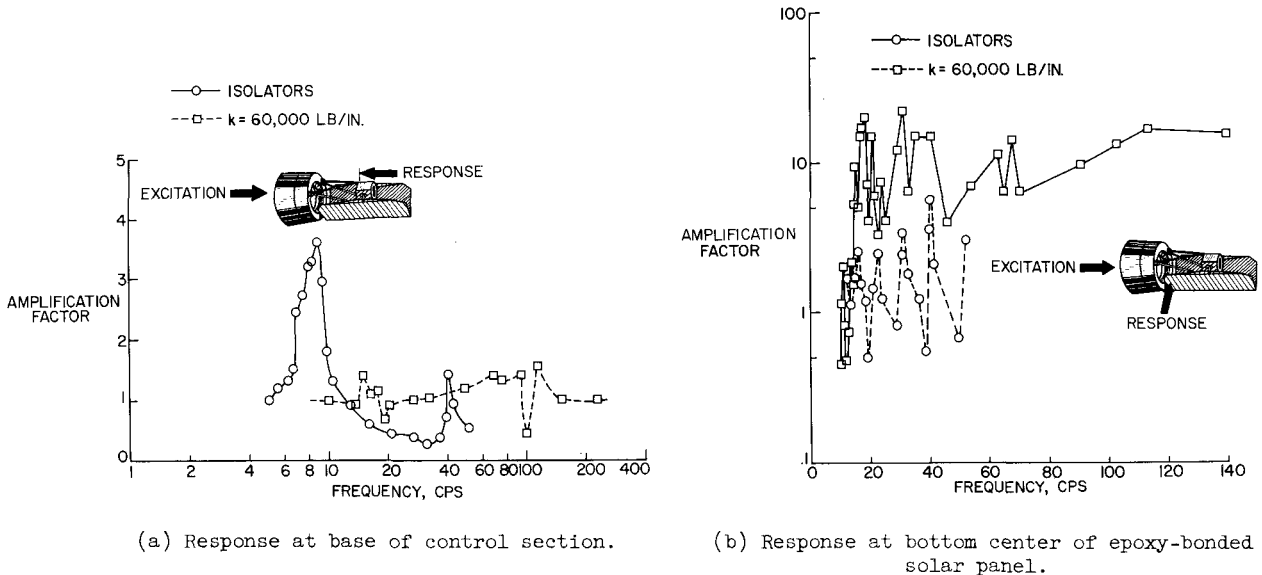 ISOLATORS
k = 60,000 LB/IN.
5
4
3
2
1
0
AMPLIFICATION
FACTOR
EXCITATION
RESPONSE
1 2 4 6 8 10 20 40 60 80 100 200 400
FREQUENCY, CPS
(a) Response at base of control section.
100
10
1
.1
ISOLATORS
k = 60,000 LB/IN.
AMPLIFICATION
FACTOR
EXCITATION
RESPONSE
0 20 40 60 80 100 120 140
FREQUENCY, CPS
(b) Response at bottom center of epoxy-bonded
solar panel.